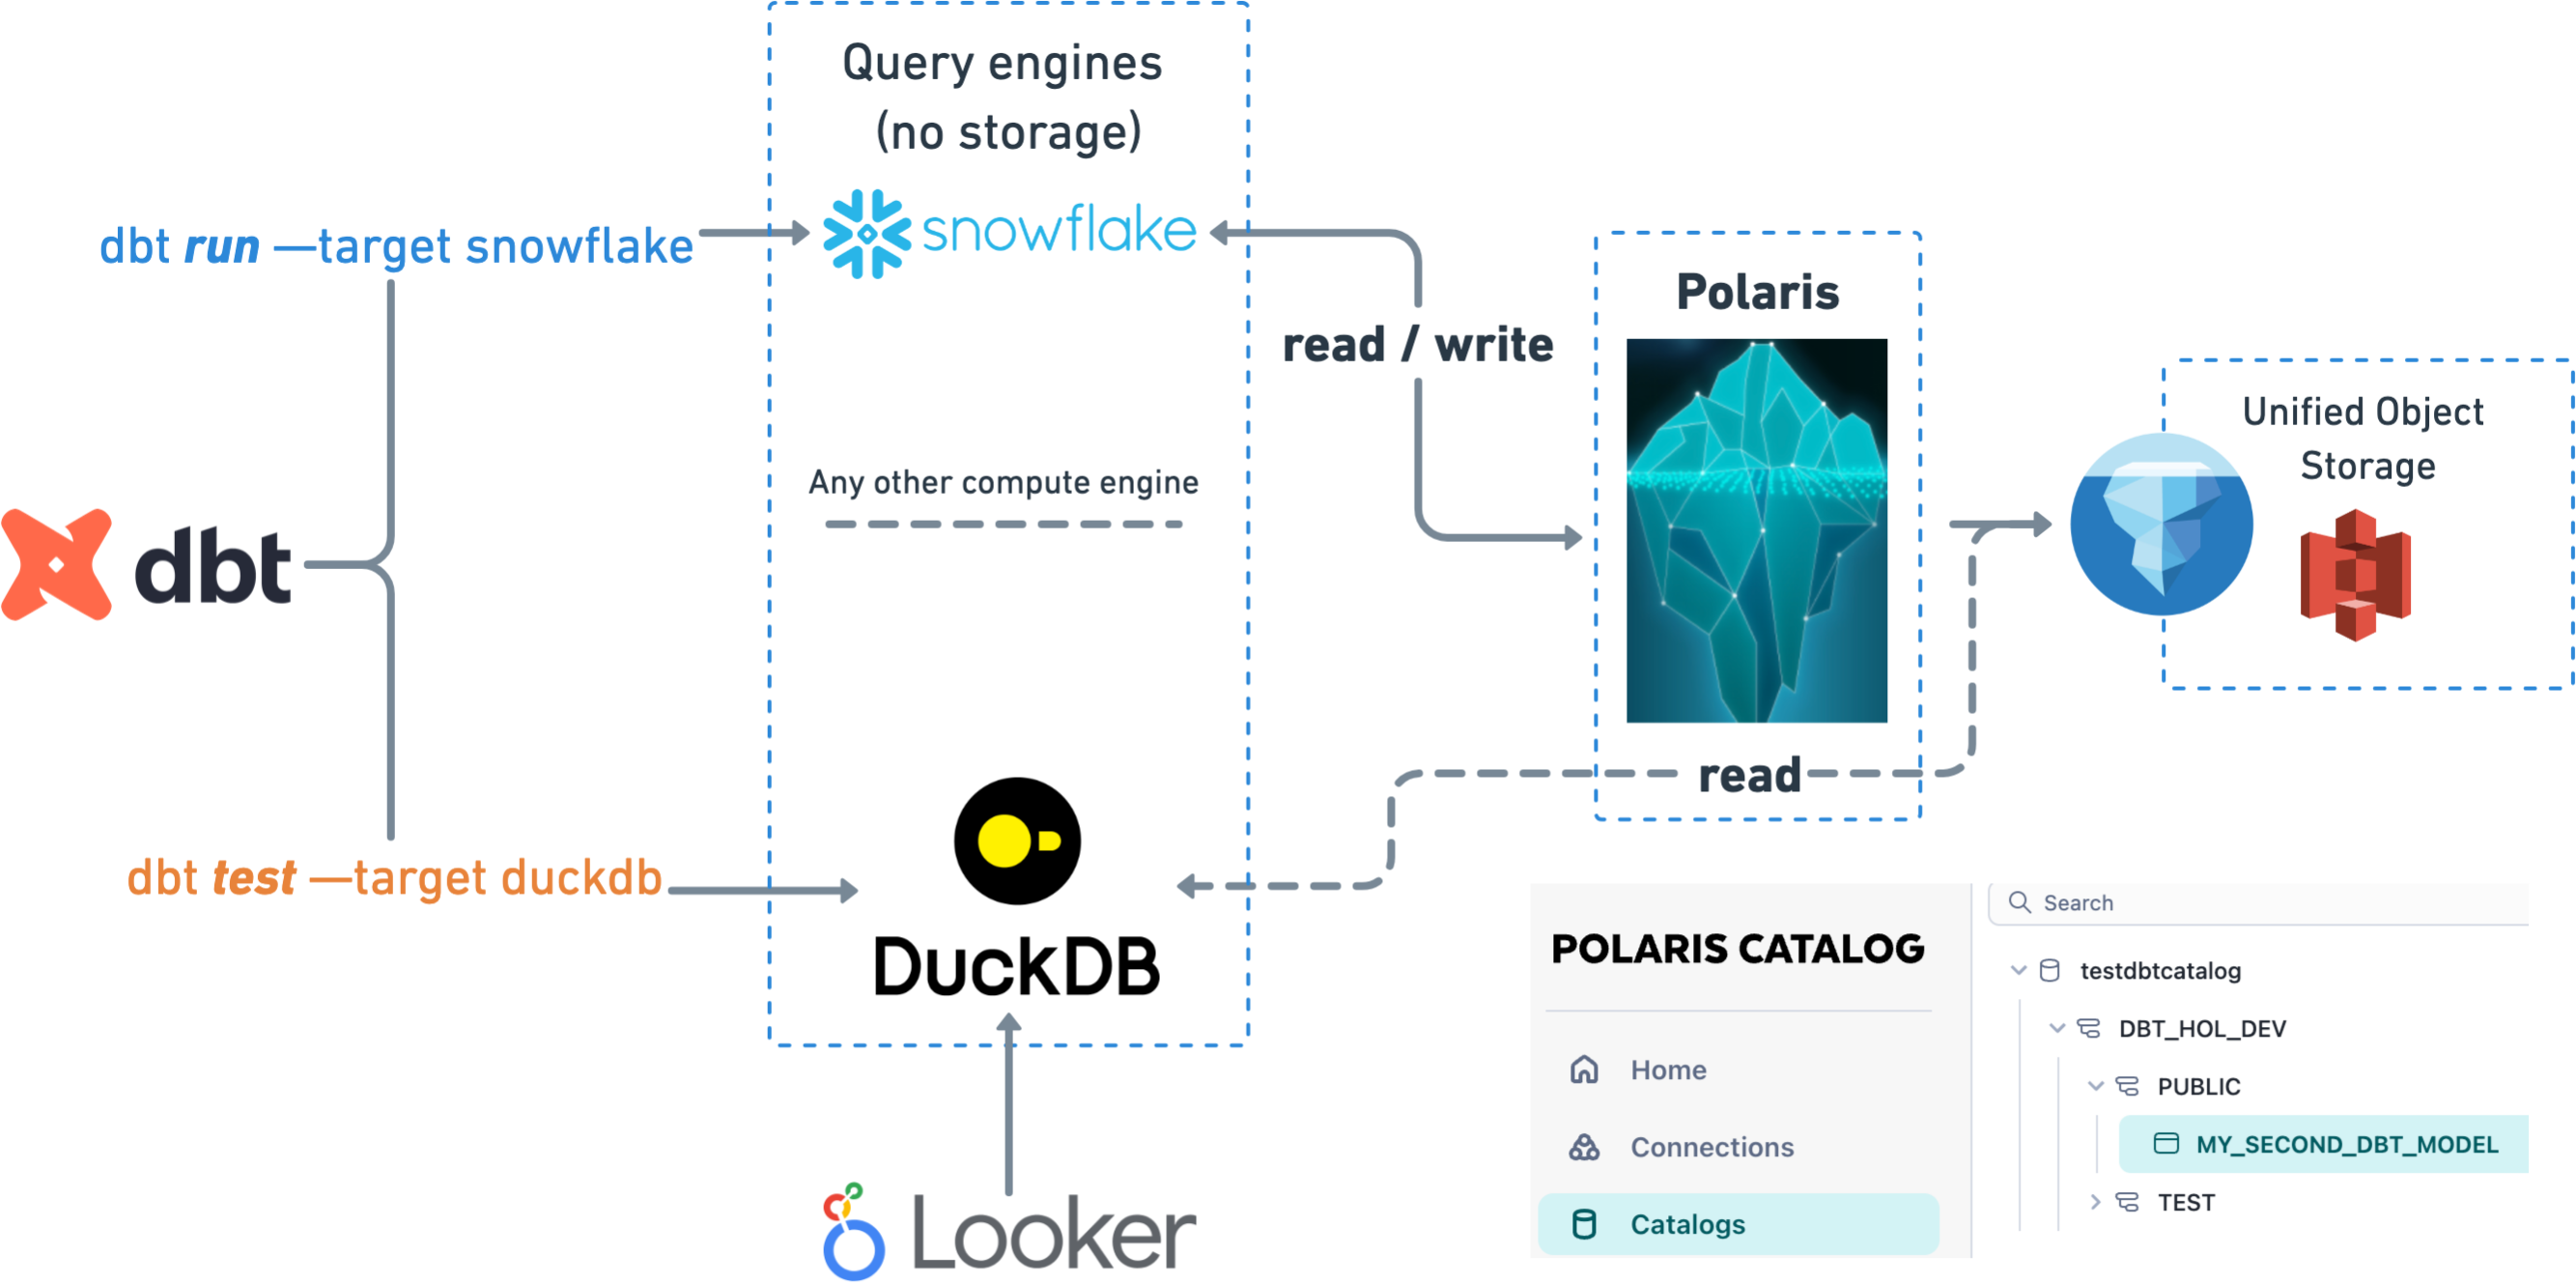 Query engines
(no storage)
dbt run —target snowflake
snowflake
read / write
Polaris
Unified Object
Storage
Any other compute engine
dbt
read
dbt test —target duckdb
DuckDB
Looker
POLARIS CATALOG
Home
Connections
Catalogs
Search
testdbtcatalog
DBT_HOL_DEV
PUBLIC
MY_SECOND_DBT_MODEL
TEST